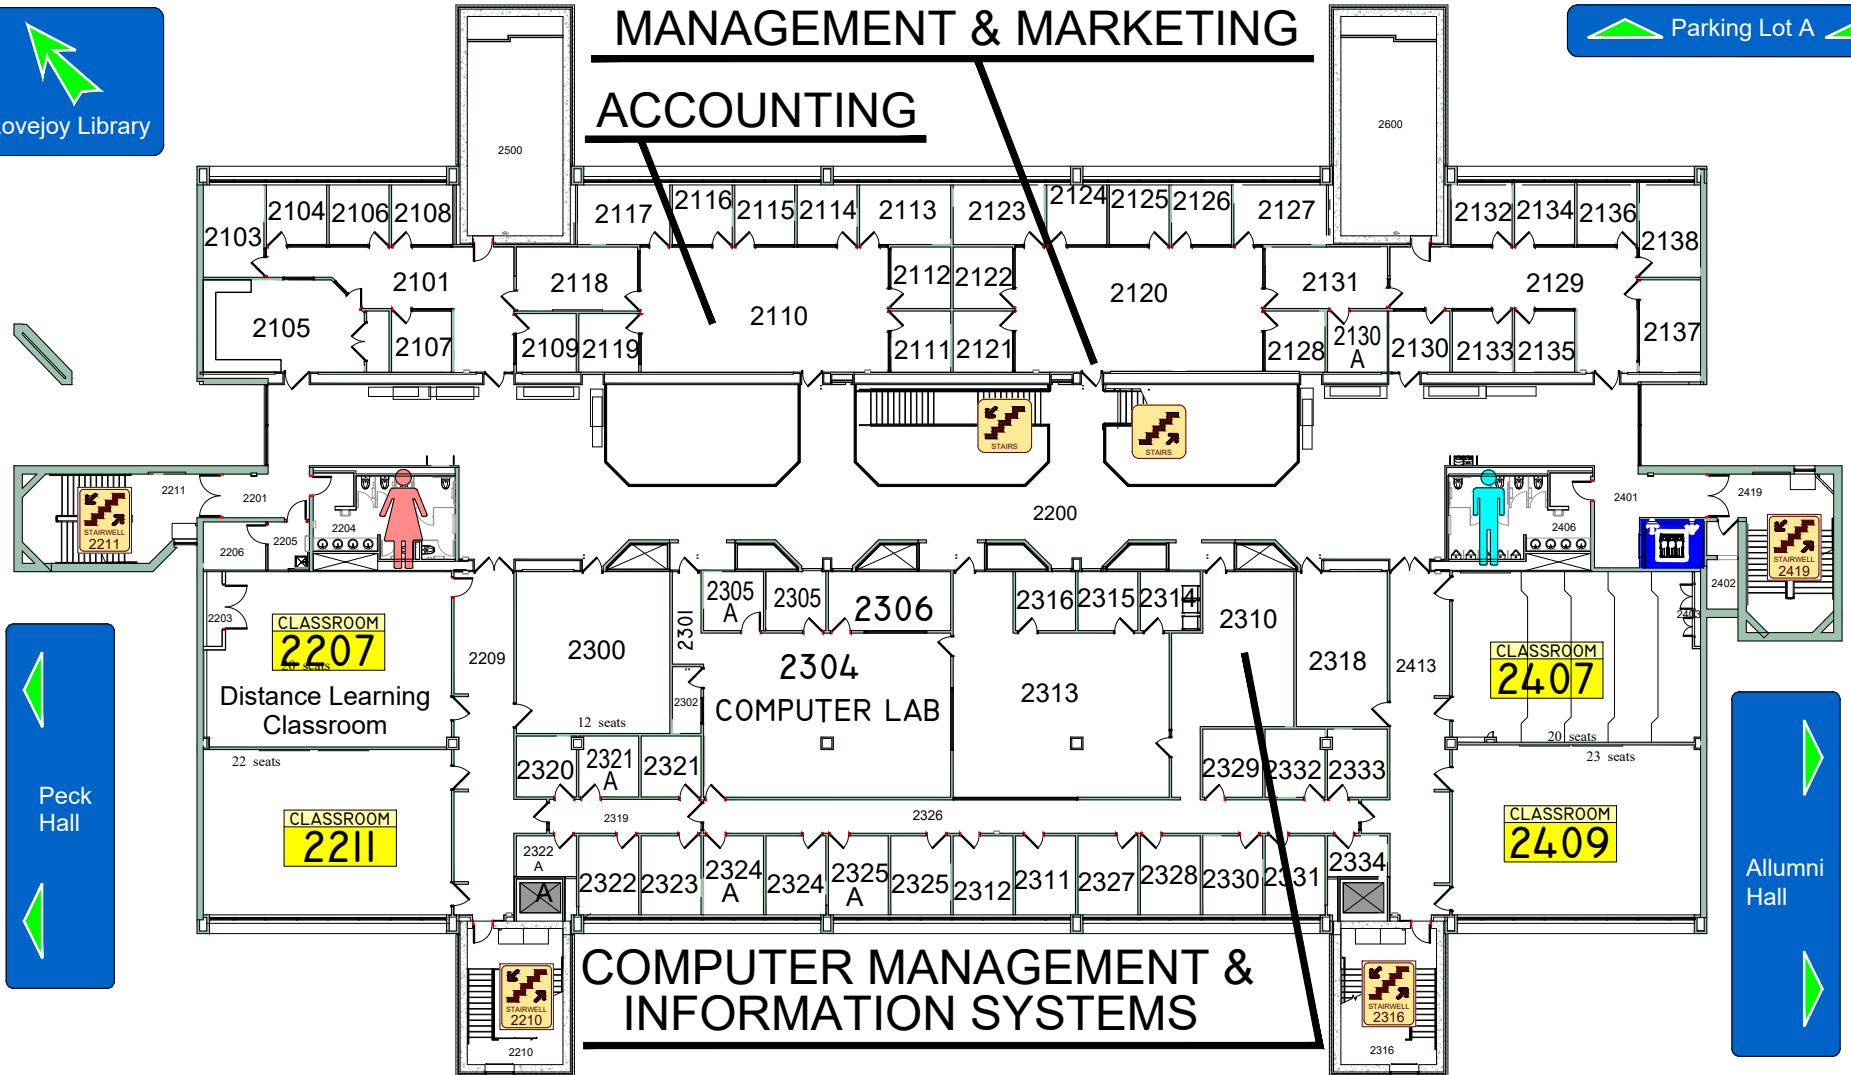 MANAGEMENT & MARKETING
Parking Lot A
ovejoy Library
ACCOUNTING
2500
2600
2103
2104
2106
2108
2117
2116
2115
2114
2113
2123
2124
2125
2126
2127
2132
2134
2136
2138
2101
2118
2112
2122
2120
2131
2129
2105
2107
2109
2119
2110
2111
2121
2128
2130
A
2130
2133
2135
2137
STAIRS
STAIRS
2211
2201
STAIRWELL
2211
2204
2206
2205
2200
2401
2419
2406
STAIRWELL
2419
2402
2203
CLASSROOM
2207
20 seats
Distance Learning
Classroom
2209
2300
12 seats
2301
2302
2305
A
2305
2306
2304
COMPUTER LAB
2316
2315
2314
2313
2310
2318
2413
CLASSROOM
2407
20 seats
2403
22 seats
23 seats
Peck
Hall
CLASSROOM
2211
2320
2321
A
2321
2329
2332
2333
2319
2326
CLASSROOM
2409
2322
A
A
2322
2323
2324
A
2324
2325
A
2325
2312
2311
2327
2328
2330
2331
2334
Allumni
Hall
COMPUTER MANAGEMENT &
INFORMATION SYSTEMS
STAIRWELL
2210
2210
STAIRWELL
2316
2316